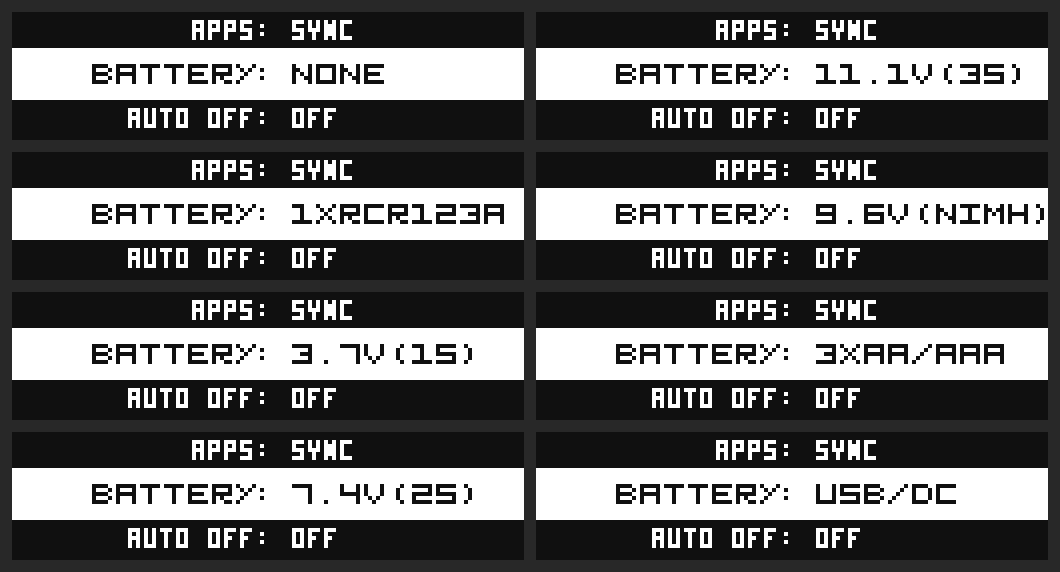 APPS: SYNC
BATTERY: NONE
AUTO OFF: OFF
APPS: SYNC
BATTERY: 1XRCR123A
AUTO OFF: OFF
APPS: SYNC
BATTERY: 3.7V(1S)
AUTO OFF: OFF
APPS: SYNC
BATTERY: 7.4V(2S)
AUTO OFF: OFF
APPS: SYNC
BATTERY: 11.1V(3S)
AUTO OFF: OFF
APPS: SYNC
BATTERY: 9.6V(NIMH)
AUTO OFF: OFF
APPS: SYNC
BATTERY: 3XAA/AAA
AUTO OFF: OFF
APPS: SYNC
BATTERY: USB/DC
AUTO OFF: OFF